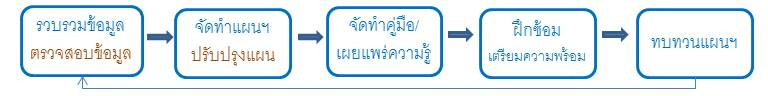 รวบรวมข้อมูล
ตรวจสอบข้อมูล
จัดทำแผนฯ
ปรับปรุงแผน
จัดทำคู่มือ/
เผยแพร่ความรู้
ฝึกซ้อม
เตรียมความพร้อม
ทบทวนแผนฯ